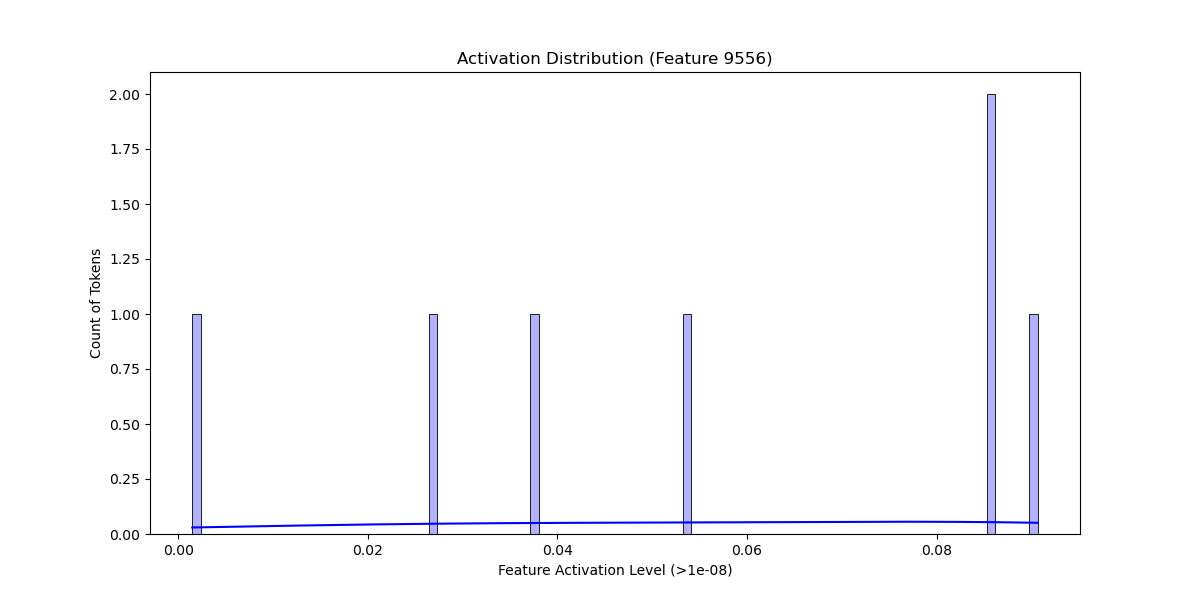 Activation Distribution (Feature 9556)
2.00
1.75
1.50
1.25
1.00
0.75
0.50
0.25
0.00
Count of Tokens
0.00 0.02 0.04 0.06 0.08
Feature Activation Level (>1e-08)